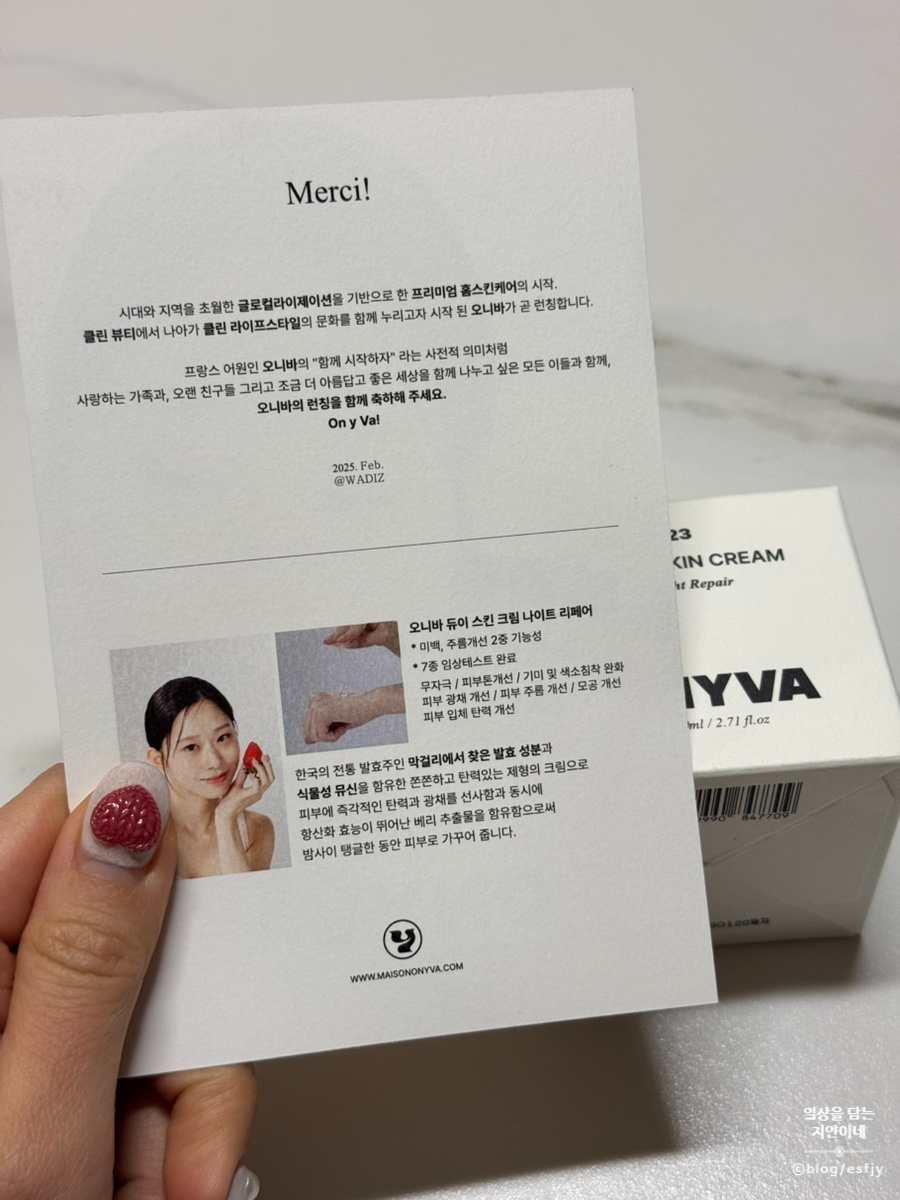 Merci!
시대와 지역을 초월한 글로컬라이제이션을 기반으로 한 프리미엄 홈스킨케어의 시작.
클린 뷰티에서 나아가 클린 라이프스타일의 문화를 함께 누리고자 시작 된 오니바가 곧 런칭합니다.
프랑스 어원인 오니바의 "함께 시작하자" 라는 사전적 의미처럼
사랑하는 가족과, 오랜 친구들 그리고 조금 더 아름답고 좋은 세상을 함께 나누고 싶은 모든 이들과 함께,
오니바의 런칭을 함께 축하해 주세요.
On y Va!
2025. Feb.
@WADIZ
오니바 듀이 스킨 크림 나이트 리페어
* 미백, 주름개선 2중 기능성
* 7종 임상테스트 완료
무자극 / 피부톤개선 / 기미 및 색소침착 완화
피부 광채 개선 / 피부 주름 개선 / 모공 개선
피부 입체 탄력 개선
한국의 전통 발효주인 막걸리에서 찾은 발효 성분과
식물성 뮤신을 함유한 쫀쫀하고 탄력있는 제형의 크림으로
피부에 즉각적인 탄력과 광채를 선사함과 동시에
항산화 효능이 뛰어난 베리 추출물을 함유함으로써
밤사이 탱글한 동안 피부로 가꾸어 줍니다.
WWW.MAISONONYVA.COM
23
KIN CREAM
ht Repair
NYVA
ml / 2.71 fl.oz
990 847709
일상을 담는
지안이네
©blog/esfjy